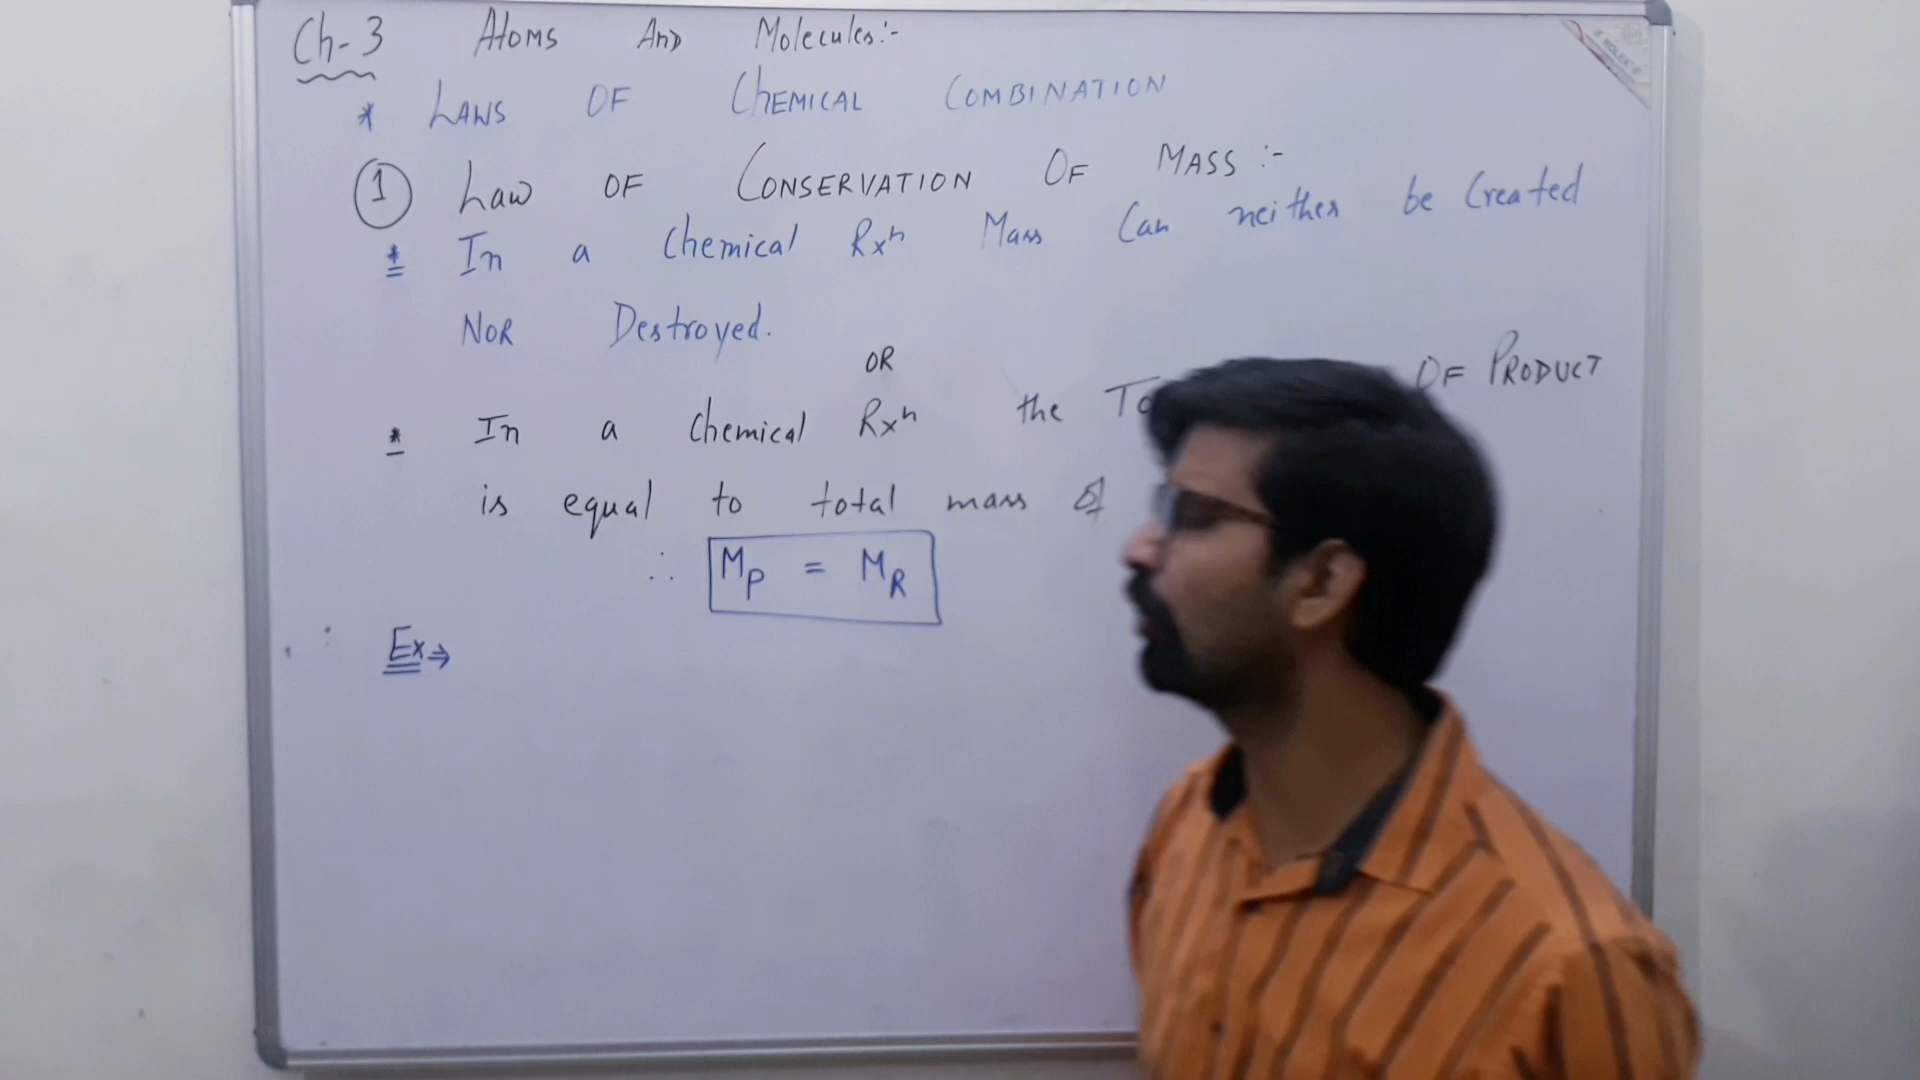 Ch-3 Atoms And Molecules:-
* LAWS OF ChEMICAL COMBINATION
① Law OF CONSERVATION OF MASS :-
* In a Chemical Rxn Mass Can neither be Created
NOR Destroyed.
OR
* In a Chemical Rxn the OF PRODUCT
is equal to total mass of
∴ MP = MR
Ex⇒